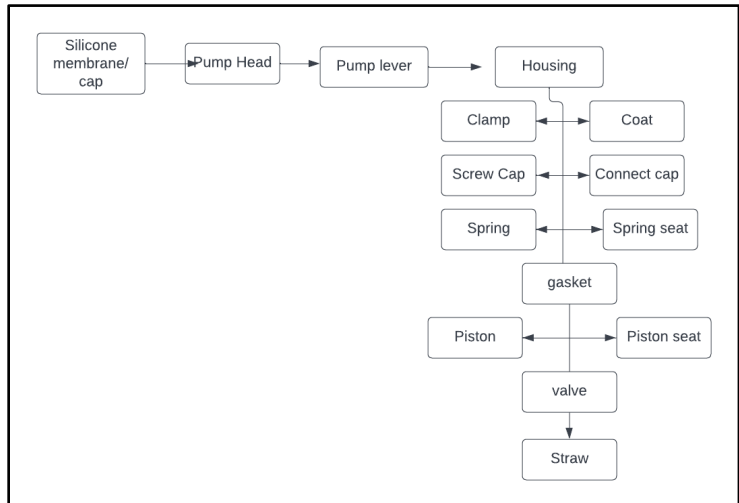 Silicone
membrane/
cap
Pump Head
Pump lever
Housing
Clamp
Coat
Screw Cap
Connect cap
Spring
Spring seat
gasket
Piston
Piston seat
valve
Straw